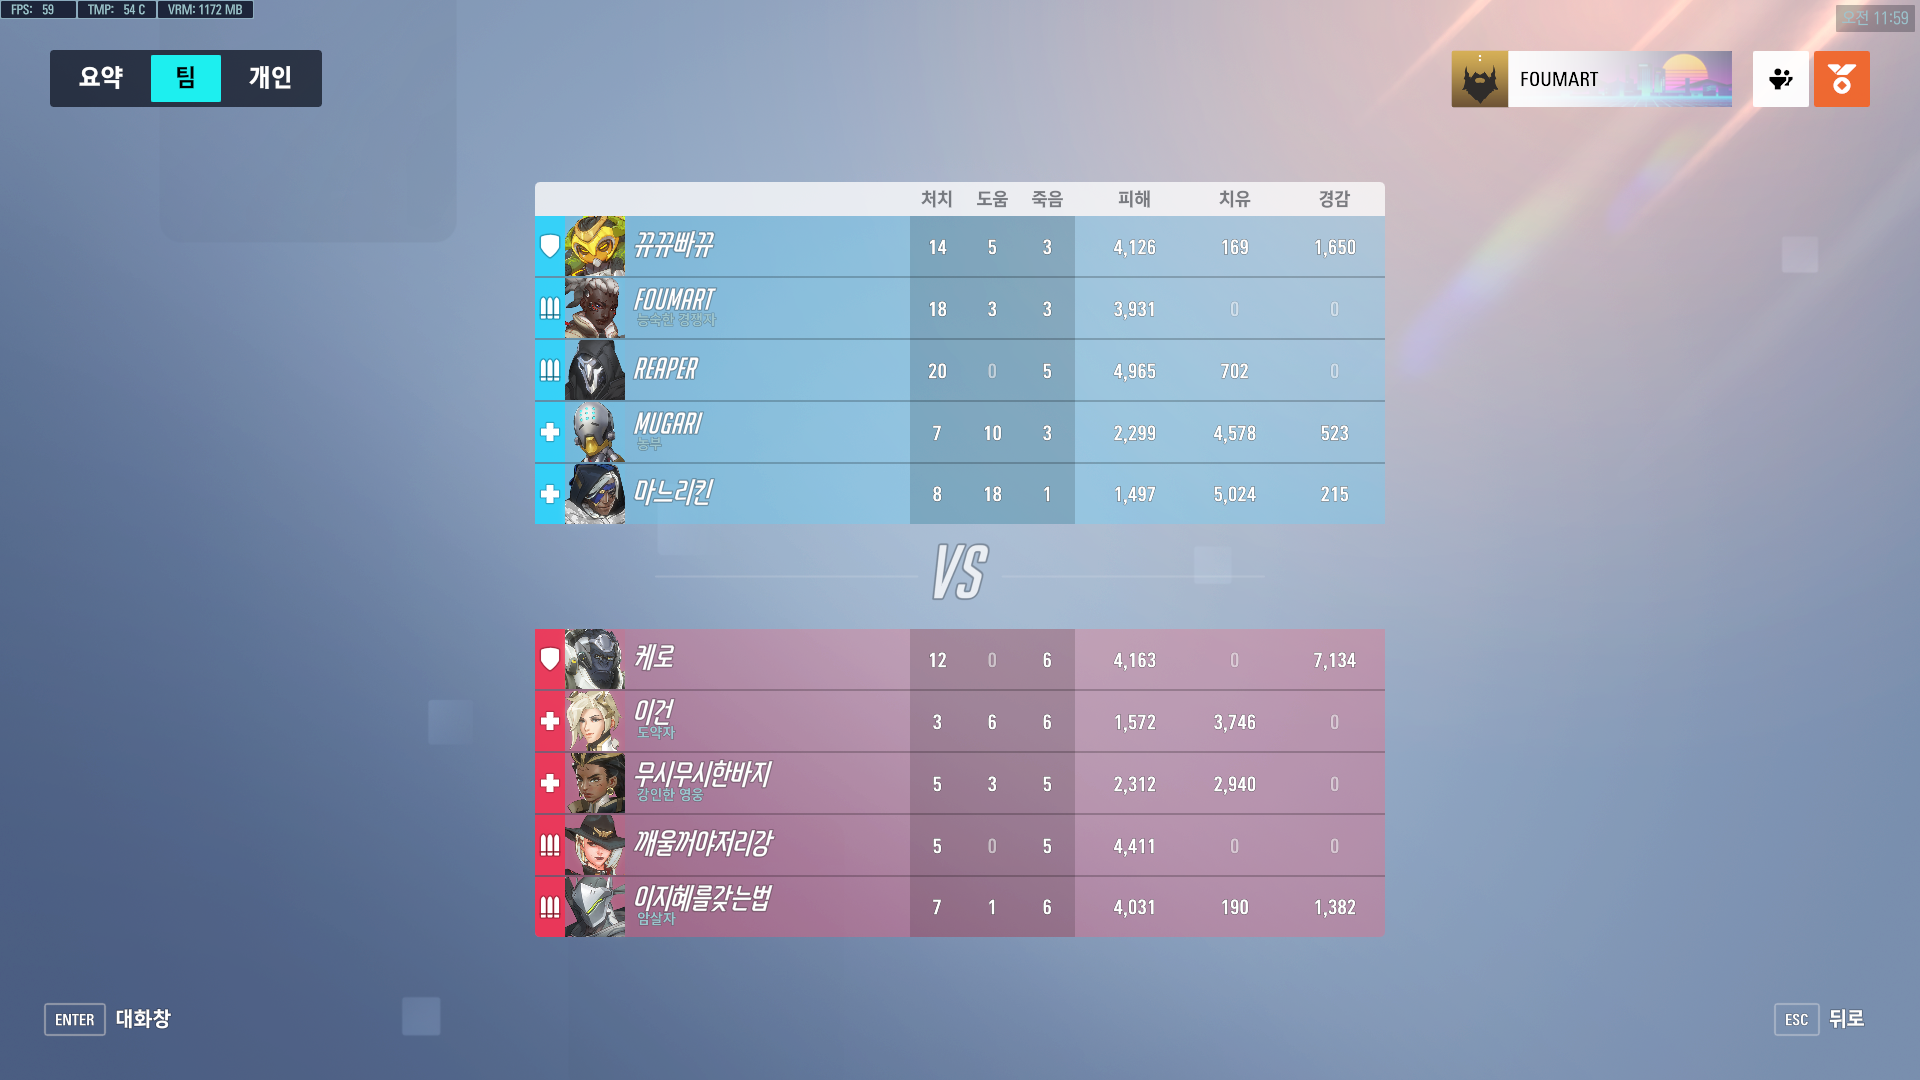 FPS: 59 TMP: 54 C VRM: 1172 MB
오전 11:59
요약 팀 개인
FOUMART
처치 도움 죽음 피해 치유 경감
뀨뀨빠뀨 14 5 3 4,126 169 1,650
FOUMART 18 3 3 3,931 0 0
능숙한 경쟁자
REAPER 20 0 5 4,965 702 0
MUGARI 7 10 3 2,299 4,578 523
농부
마느리킨 8 18 1 1,497 5,024 215
VS
케로 12 0 6 4,163 0 7,134
이건 3 6 6 1,572 3,746 0
도약자
무시무시한바지 5 3 5 2,312 2,940 0
강인한 영웅
깨울꺼야저리강 5 0 5 4,411 0 0
이지혜를갖는법 7 1 6 4,031 190 1,382
암살자
ENTER 대화창
ESC 뒤로